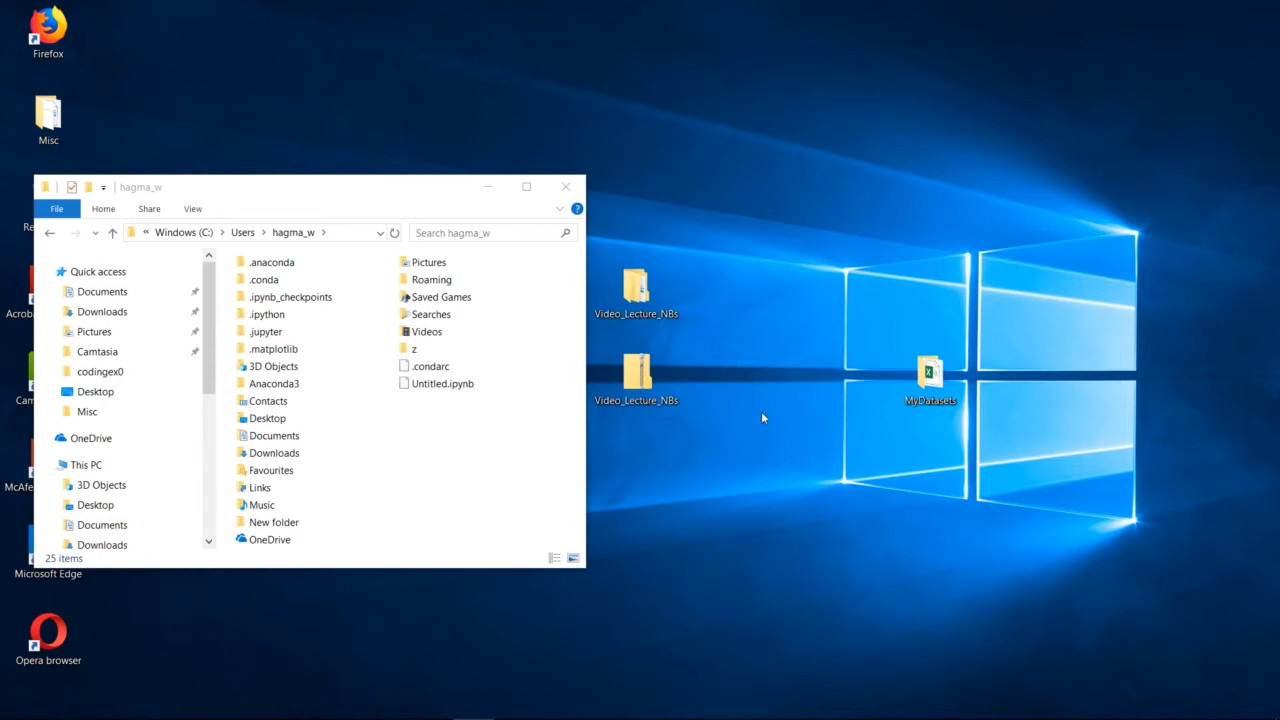 Firefox
Misc
Re
Acroba
Cam
McAfe
Microsoft Edge
Opera browser
hagma_w
File
Home
Share
View
Windows (C:)
Users
hagma_w
Search hagma_w
Quick access
Documents
Downloads
Pictures
Camtasia
codingex0
Desktop
Misc
OneDrive
This PC
3D Objects
Desktop
Documents
Downloads
.anaconda
.conda
.ipynb_checkpoints
.ipython
.jupyter
.matplotlib
3D Objects
Anaconda3
Contacts
Desktop
Documents
Downloads
Favourites
Links
Music
New folder
OneDrive
Pictures
Roaming
Saved Games
Searches
Videos
z
.condarc
Untitled.ipynb
25 items
Video_Lecture_NBs
Video_Lecture_NBs
MyDatasets